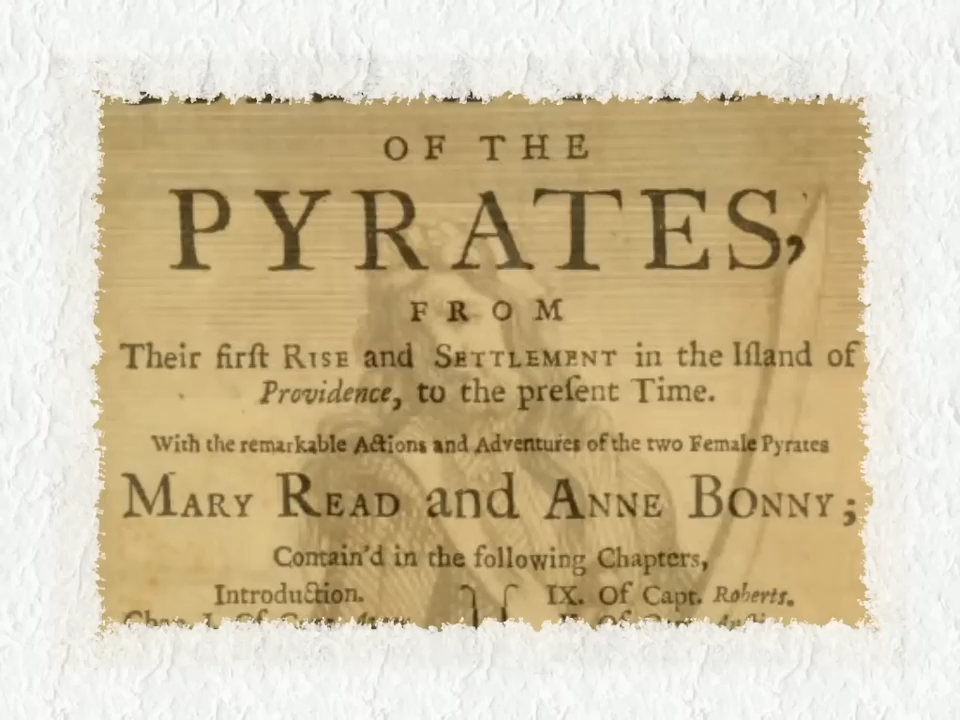 OF THE
PYRATES,
FROM
Their firſt RISE and SETTLEMENT in the Iſland of
Providence, to the preſent Time.
With the remarkable Actions and Adventures of the two Female Pyrates
MARY READ and ANNE BONNY;
Contain'd in the following Chapters,
Introduction.
IX. Of Capt. Roberts.